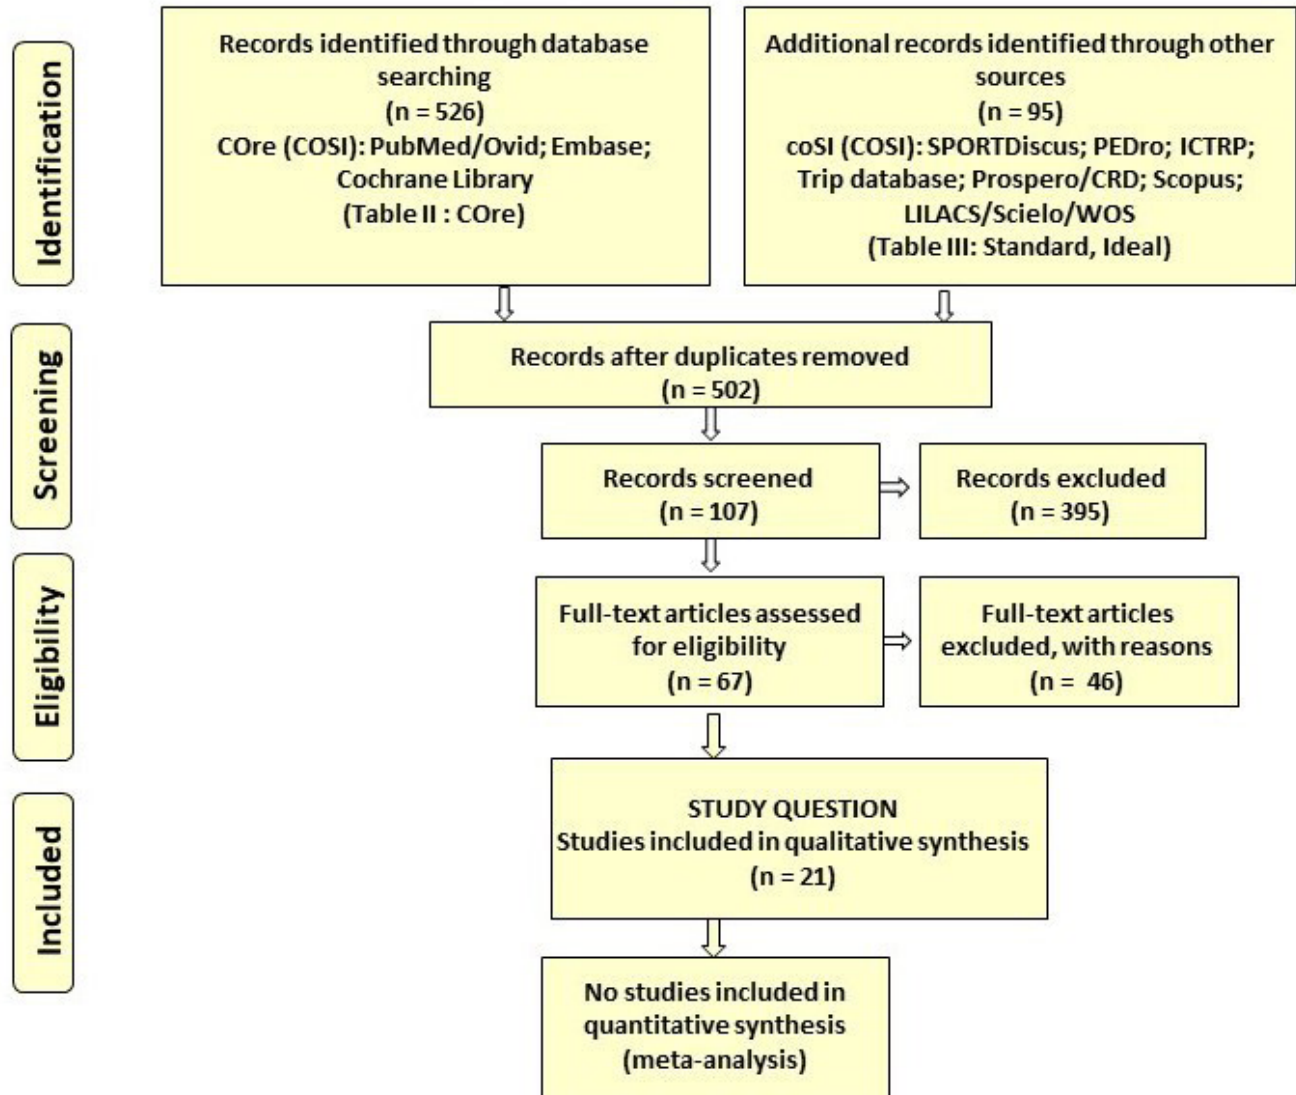 Identification
Records identified through database
searching
(n = 526)
COre (COSI): PubMed/Ovid; Embase;
Cochrane Library
(Table II : COre)
Additional records identified through other
sources
(n = 95)
coSI (COSI): SPORTDiscus; PEDro; ICTRP;
Trip database; Prospero/CRD; Scopus;
LILACS/Scielo/WOS
(Table III: Standard, Ideal)
Screening
Records after duplicates removed
(n = 502)
Records screened
(n = 107)
Records excluded
(n = 395)
Eligibility
Full-text articles assessed
for eligibility
(n = 67)
Full-text articles
excluded, with reasons
(n = 46)
Included
STUDY QUESTION
Studies included in qualitative synthesis
(n = 21)
No studies included in
quantitative synthesis
(meta-analysis)